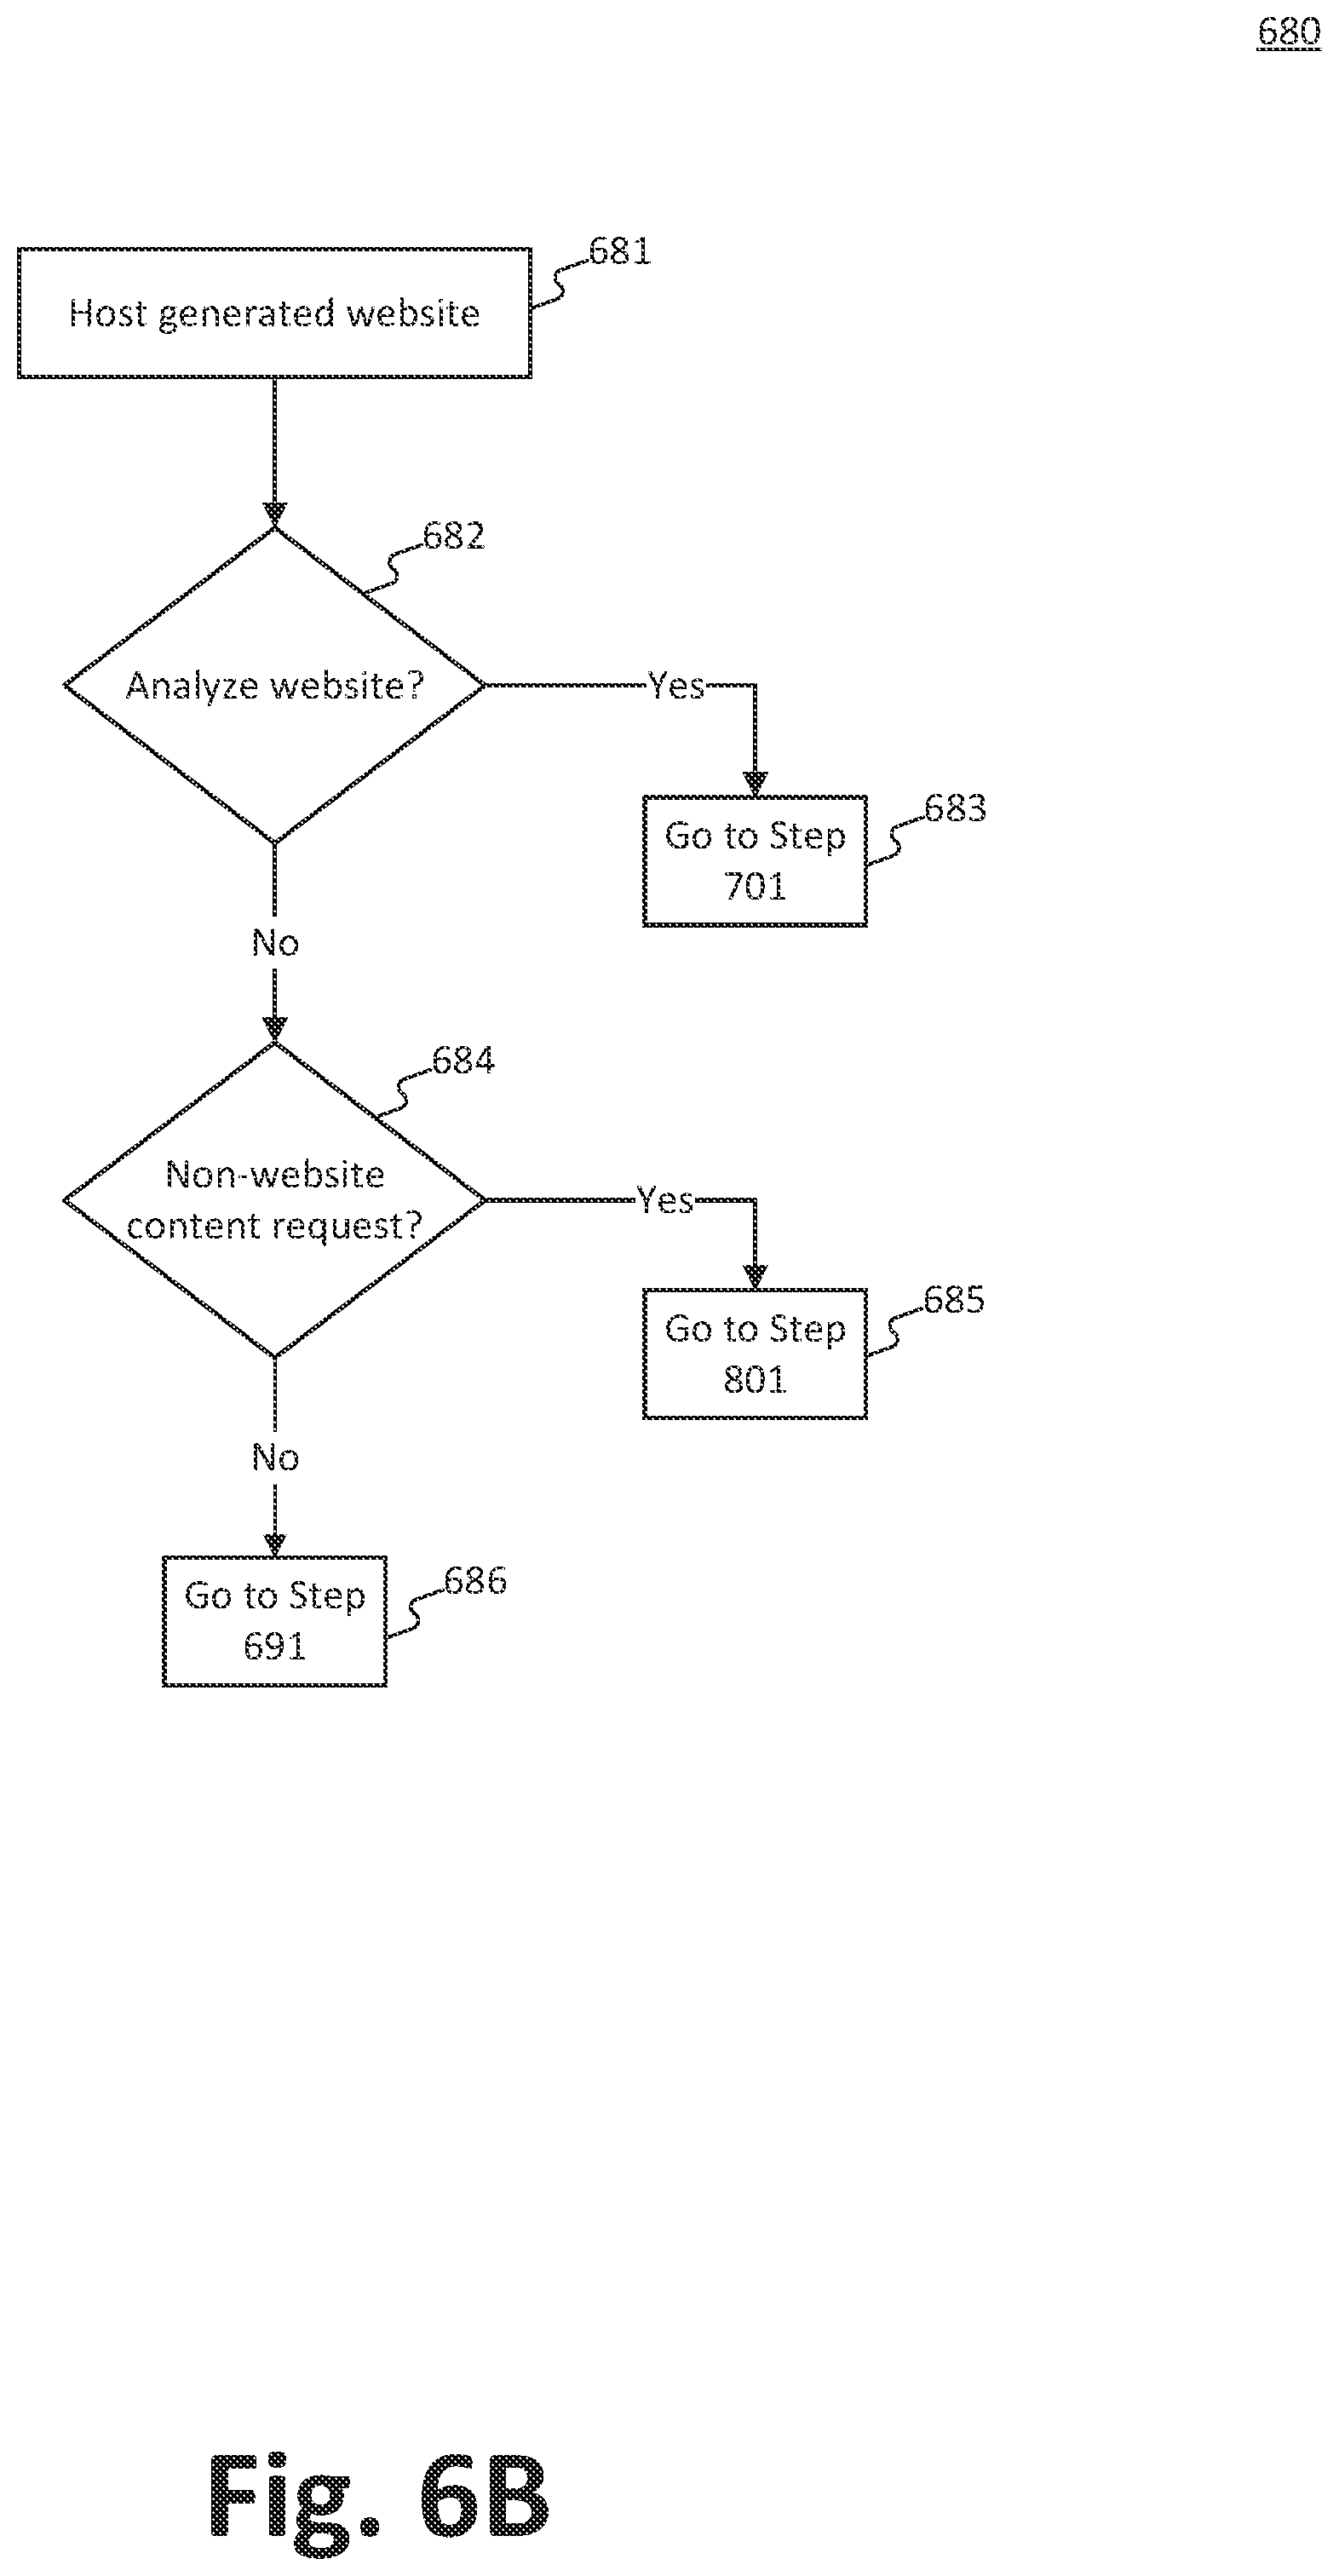 680
681
Host generated website
682
Analyze website?
Yes
683
Go to Step
701
No
684
Non-website
content request?
Yes
685
Go to Step
801
No
686
Go to Step
691
Fig. 6B